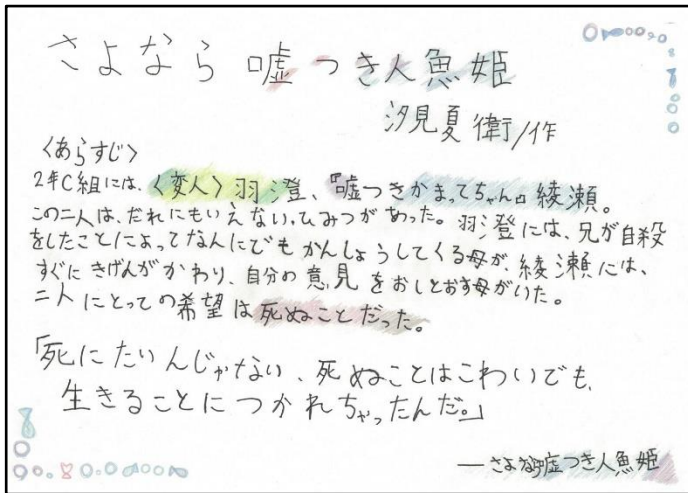 さよなら 嘘つき人魚姫
汐見夏衛/作
〈あらすじ〉
2年C組には、〈変人〉羽澄、『嘘つきかまってちゃん』綾瀬。
この二人は、だれにもいえない、ひみつがあった。羽澄には、兄が自殺
をしたことによってなんにでもかんしょうしてくる母が、綾瀬には、
すぐにきげんがかわり、自分の意見をおしとおす母がいた。
二人にとっての希望は死ぬことだった。
「死にたいんじゃない、死ぬことはこわいでも、
生きることにつかれちゃったんだ。」
—さよなら嘘つき人魚姫